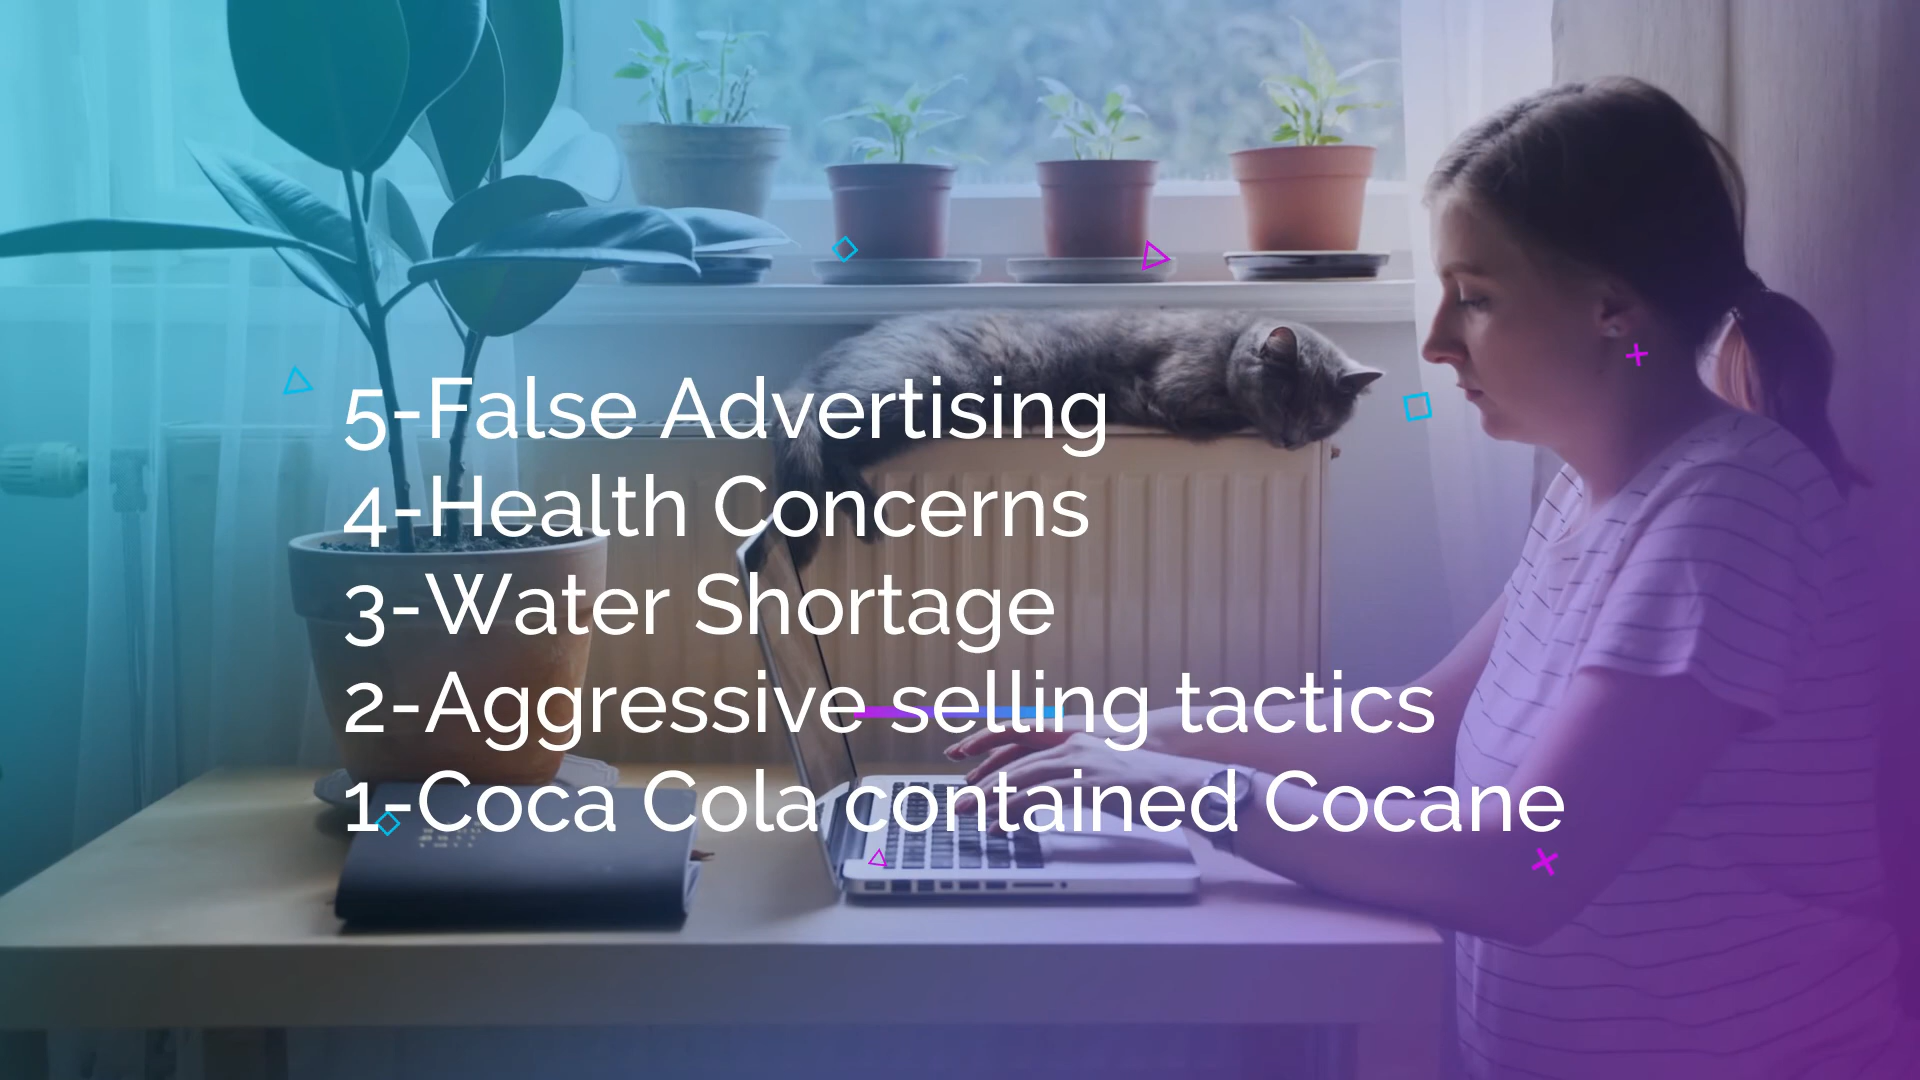 5-False Advertising
4-Health Concerns
3-Water Shortage
2-Aggressive selling tactics
1-Coca Cola contained Cocane